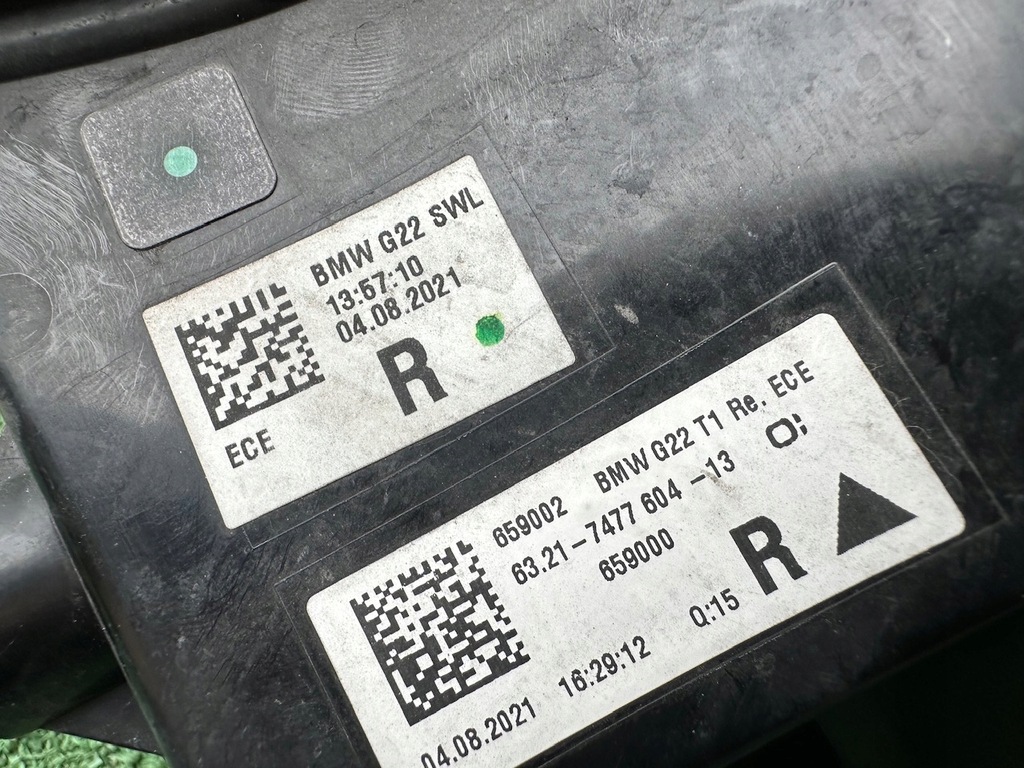 BMW G22 SWL
13:57:10
04.08.2021
R
ECE
659002 BMW G22 T1 Re. ECE
63.21-7477 604-13
659000
R
Q:15
04.08.2021 16:29:12